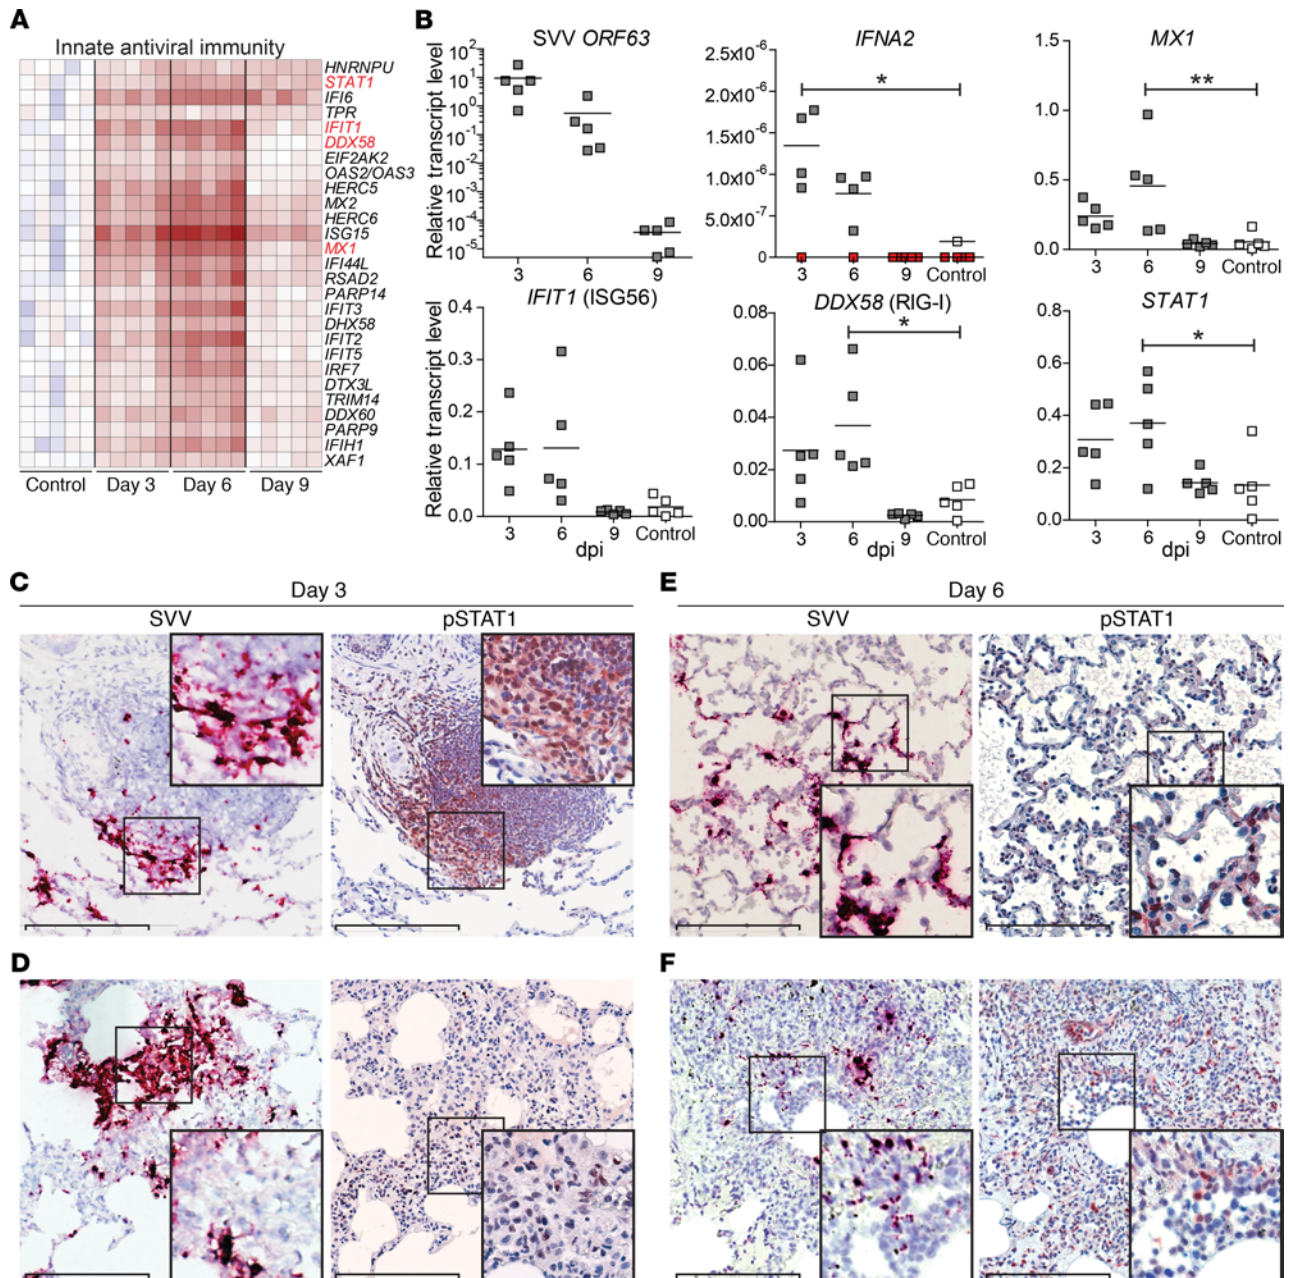 A
Innate antiviral immunity
HNRNPU
STAT1
IFI6
TPR
IFIT1
DDX58
EIF2AK2
OAS2/OAS3
HERC5
MX2
HERC6
ISG15
MX1
IFI44L
RSAD2
PARP14
IFIT3
DHX58
IFIT2
IFIT5
IRF7
DTX3L
TRIM14
DDX60
PARP9
IFIH1
XAF1
Control Day 3 Day 6 Day 9
B
SVV ORF63
Relative transcript level
10²
10¹
10⁰
10⁻¹
10⁻²
10⁻³
10⁻⁴
10⁻⁵
3 6 9
IFNA2
2.5x10⁻⁶
2.0x10⁻⁶
1.5x10⁻⁶
1.0x10⁻⁶
5.0x10⁻⁷
0
*
3 6 9 Control
MX1
1.5
1.0
0.5
0.0
**
3 6 9 Control
IFIT1 (ISG56)
Relative transcript level
0.4
0.3
0.2
0.1
0.0
3 6 9 Control
dpi
DDX58 (RIG-I)
0.08
0.06
0.04
0.02
0.00
*
3 6 9 Control
dpi
STAT1
0.8
0.6
0.4
0.2
0.0
*
3 6 9 Control
dpi
C
Day 3
SVV pSTAT1
E
Day 6
SVV pSTAT1
D
F